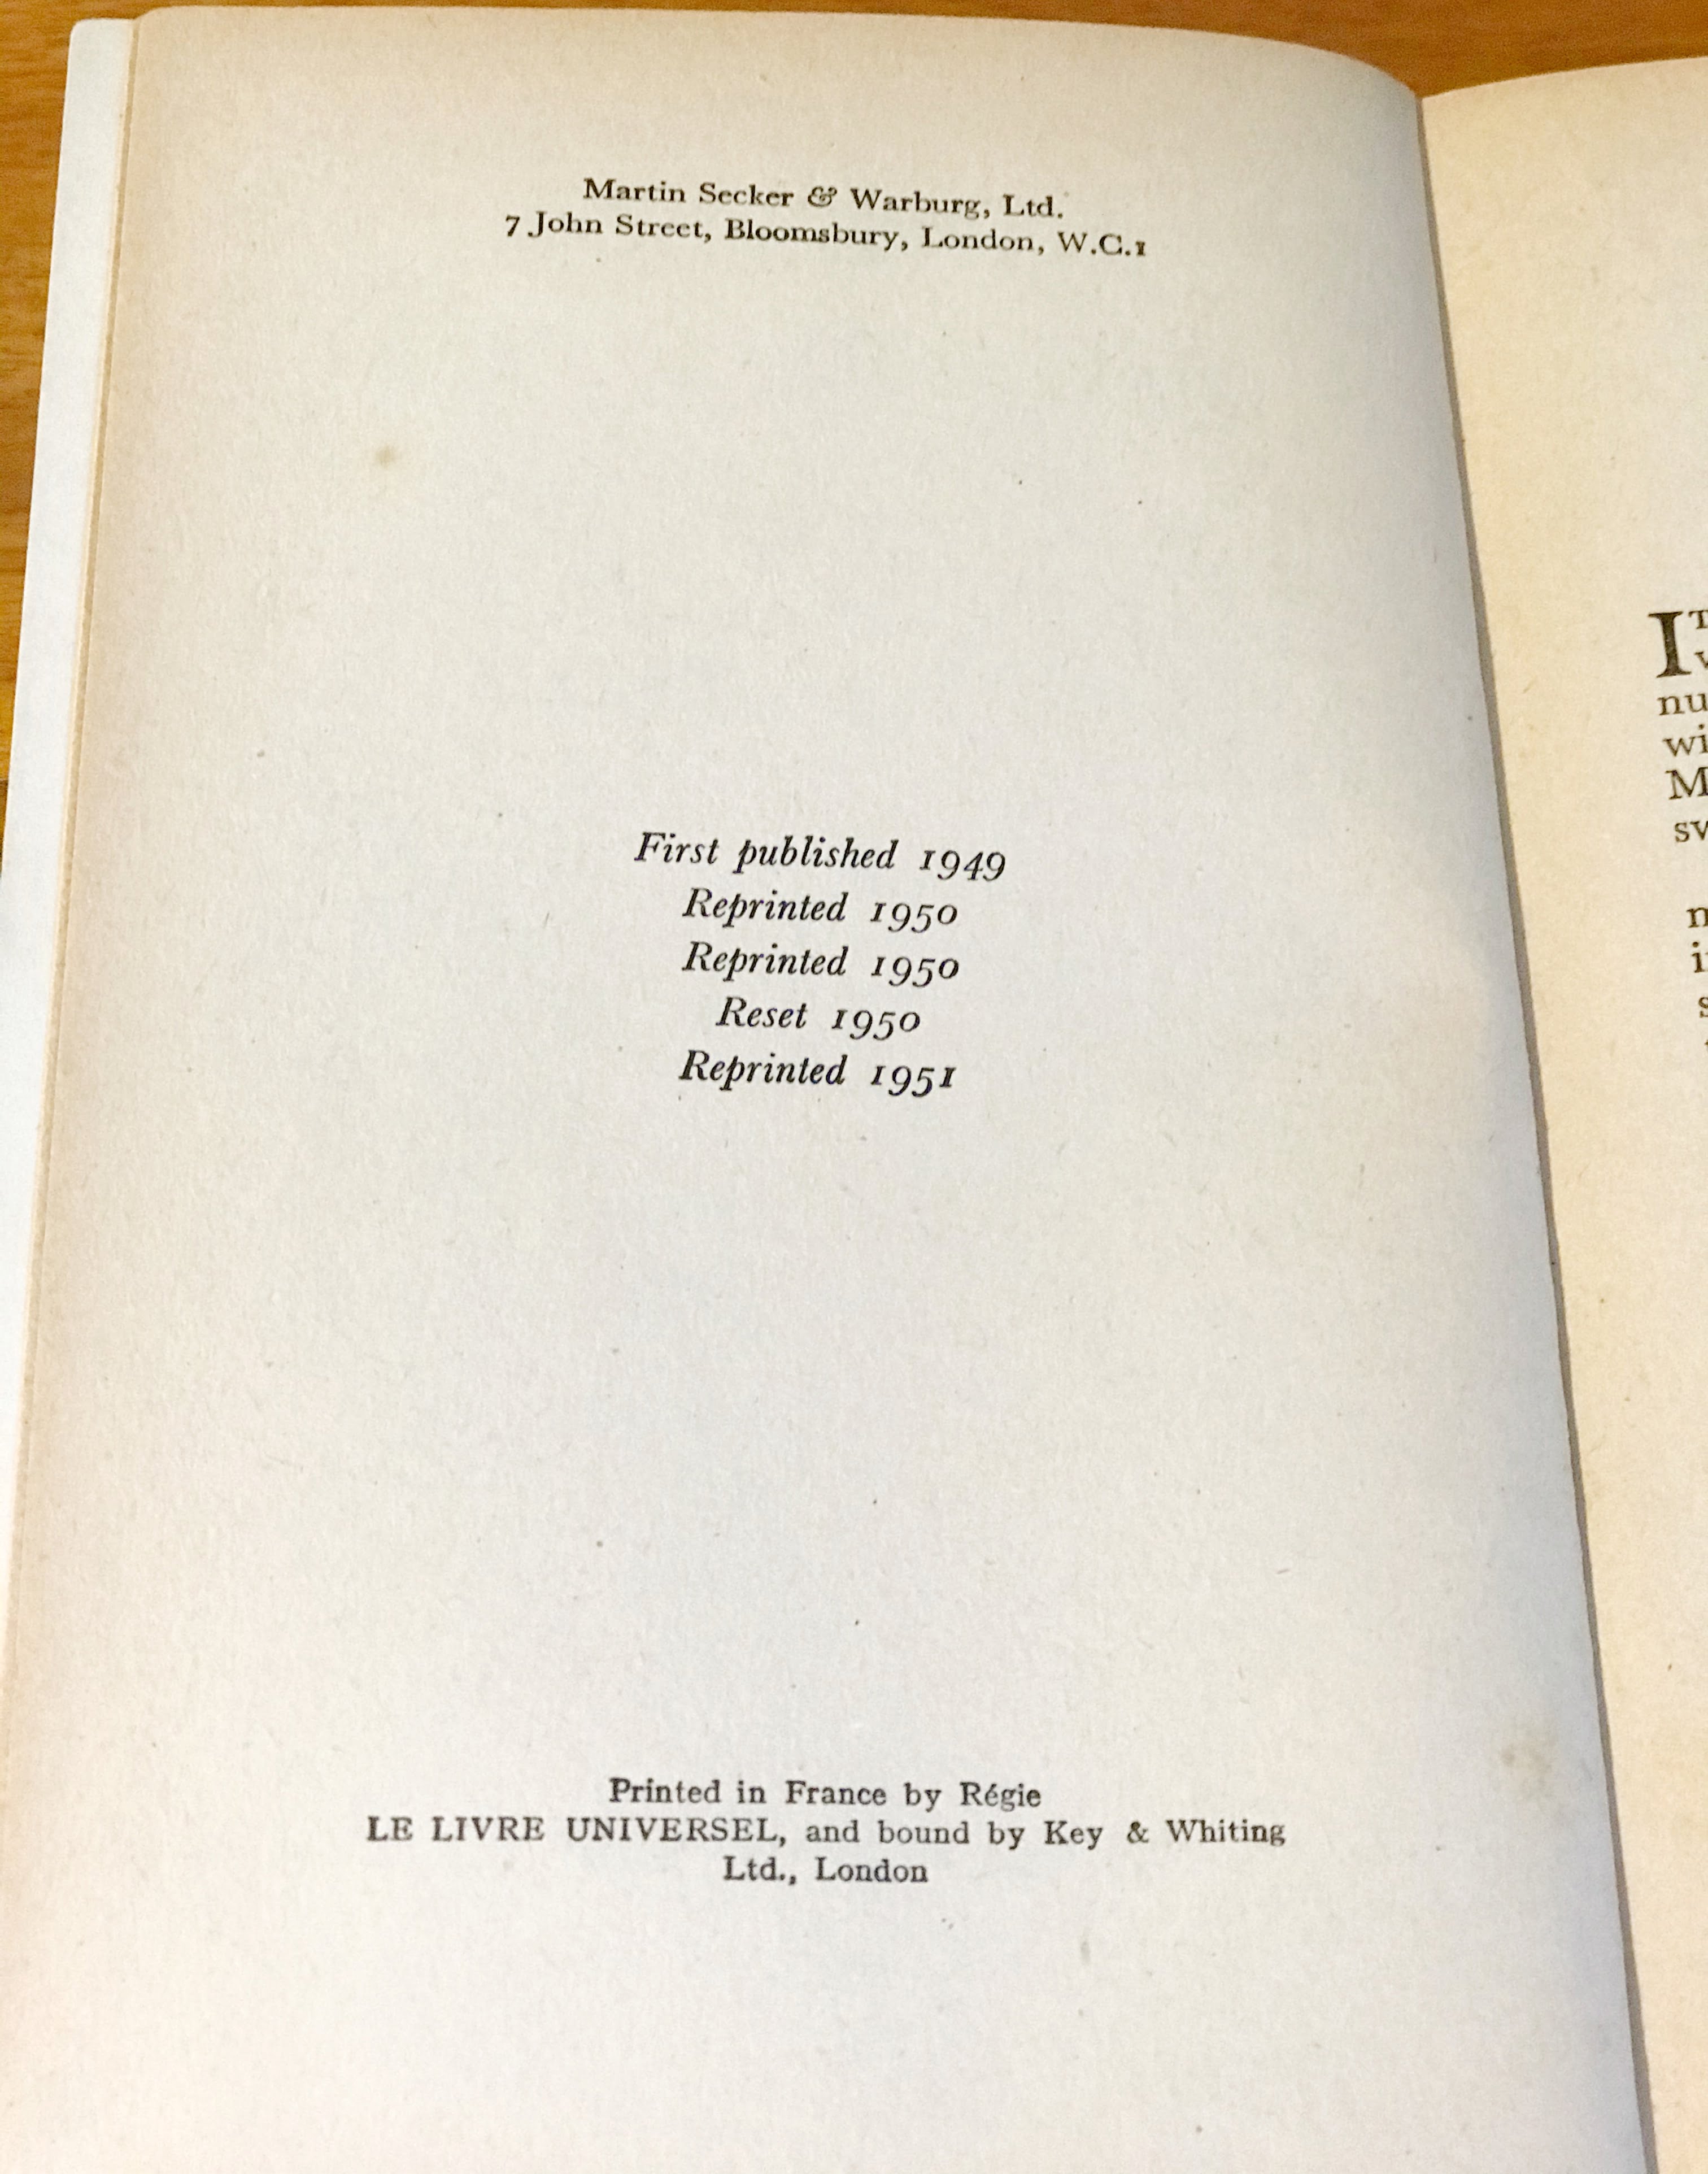 Martin Secker & Warburg, Ltd.
7 John Street, Bloomsbury, London, W.C.1
First published 1949
Reprinted 1950
Reprinted 1950
Reset 1950
Reprinted 1951
Printed in France by Régie
LE LIVRE UNIVERSEL, and bound by Key & Whiting
Ltd., London